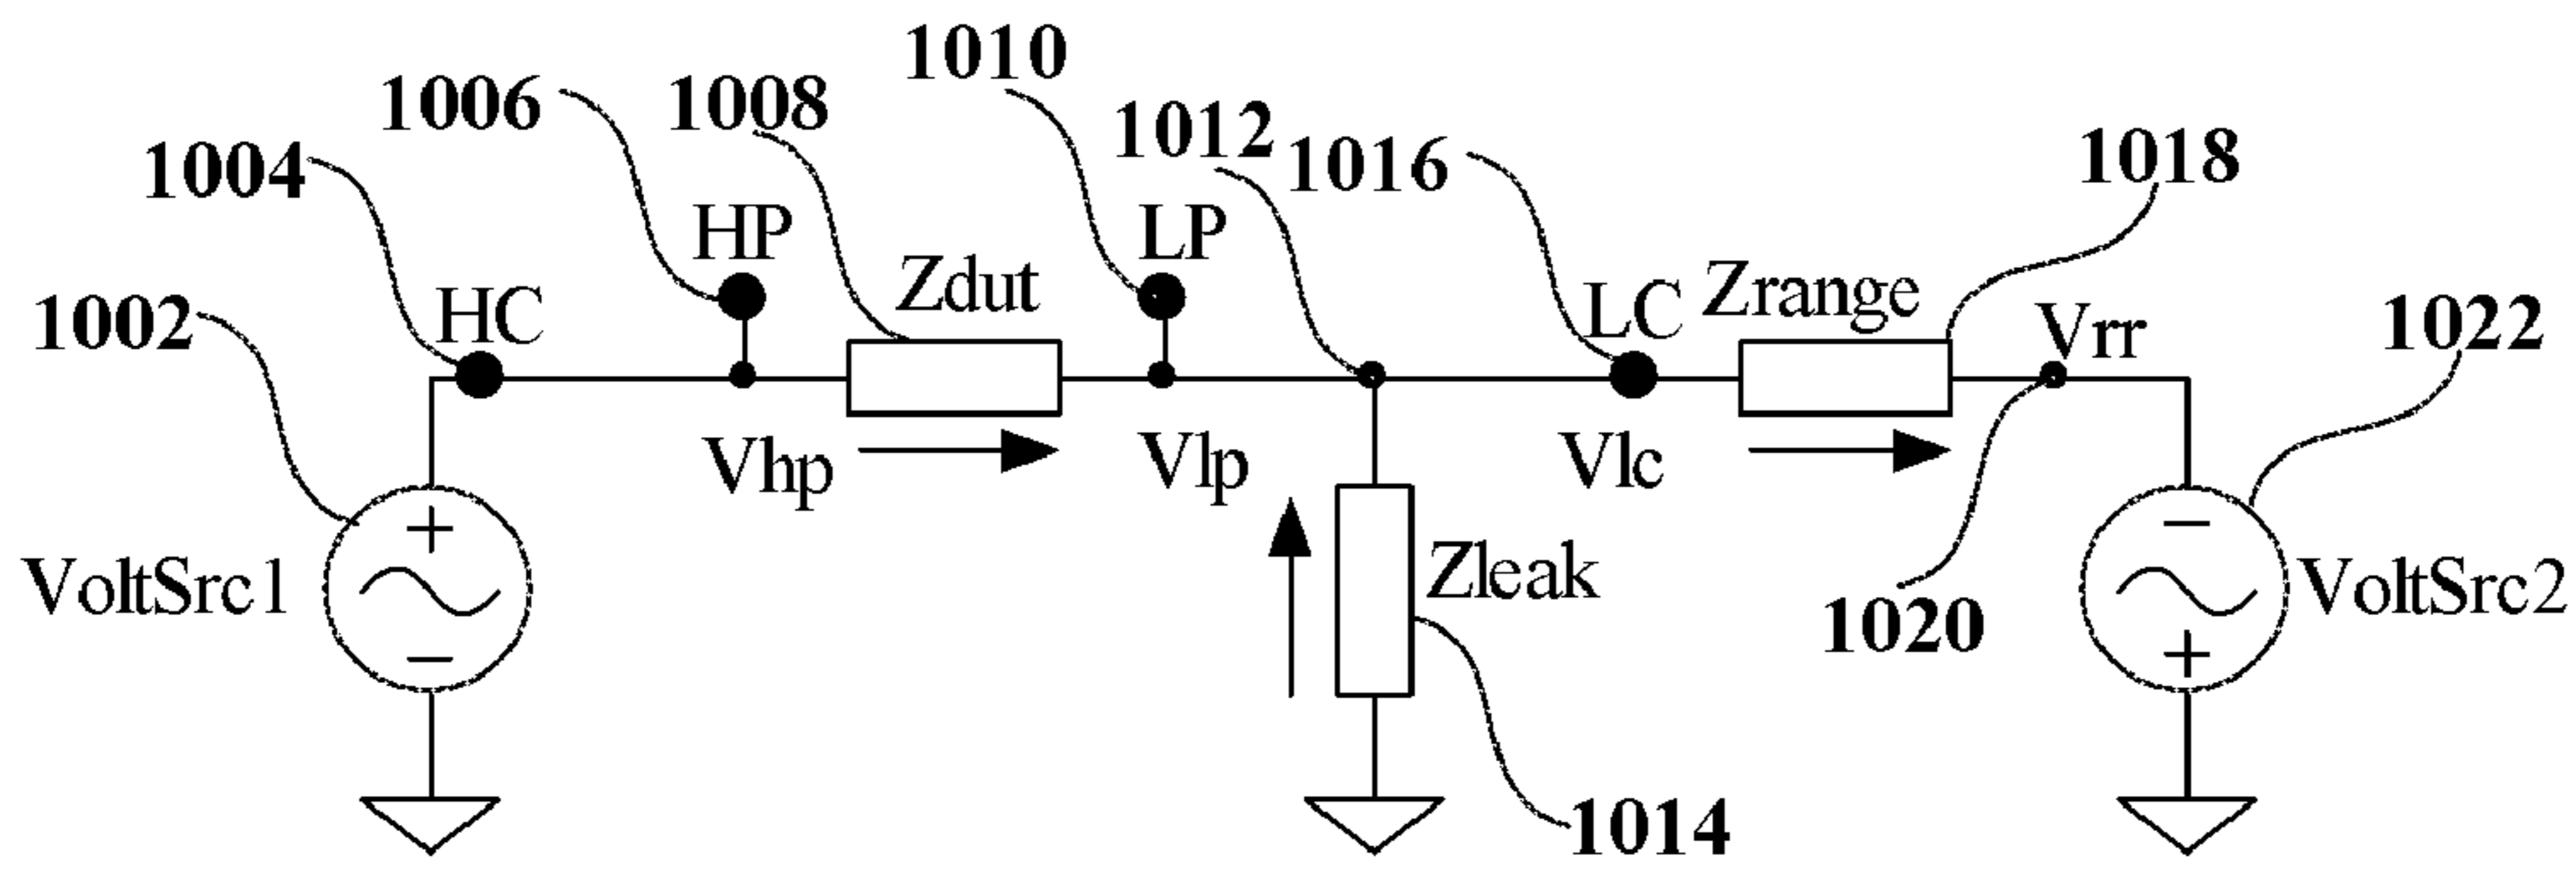 1010
1006
1008
1012
1016
1018
1004
HP
LP
1002
HC
Zdut
LC
Zrange
Vrr
1022
Vhp
Vlp
Vlc
+
−
VoltSrc1
Zleak
VoltSrc2
1020
−
+
1014